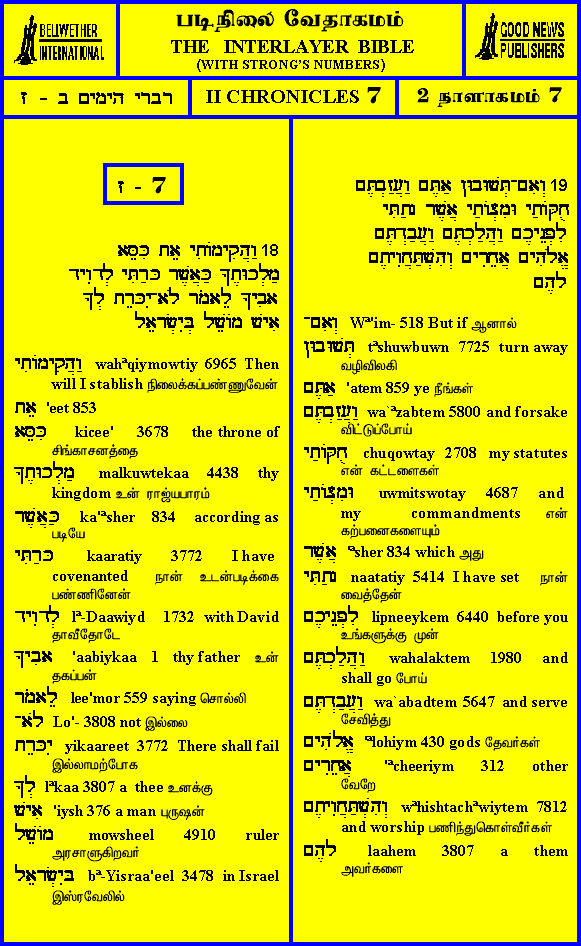 BELLWETHER
INTERNATIONAL
படிநிலை வேதாகமம்
THE INTERLAYER BIBLE
(WITH STRONG'S NUMBERS)
GOOD NEWS
PUBLISHERS
דברי הימים ב - ז
II CHRONICLES 7
2 நாளாகமம் 7
ז - 7
18 וַהֲקִימוֹתִי אֵת כִּסֵּא
מַלְכוּתֶךָ כַּאֲשֶׁר כָּרַתִּי לְדָוִיד
אָבִיךָ לֵאמֹר לֹא־יִכָּרֵת לְךָ
אִישׁ מוֹשֵׁל בְּיִשְׂרָאֵל
וַהֲקִימוֹתִי wahªqiymowtiy 6965 Then
will I stablish நிலைக்கப்பண்ணுவேன்
אֵת 'eet 853
כִּסֵּא kicee' 3678 the throne of
சிங்காசனத்தை
מַלְכוּתֶךָ malkuwtekaa 4438 thy
kingdom உன் ராஜ்யபாரம்
כַּאֲשֶׁר ka'ªsher 834 according as
படியே
כָּרַתִּי kaaratiy 3772 I have
covenanted நான் உடன்படிக்கை
பண்ணினேன்
לְדָוִיד lª-Daawiyd 1732 with David
தாவீதோடே
אָבִיךָ 'aabiykaa 1 thy father உன்
தகப்பன்
לֵאמֹר lee'mor 559 saying சொல்லி
לֹא־ Lo'- 3808 not இல்லை
יִכָּרֵת yikaareet 3772 There shall fail
இல்லாமற்போக
לְךָ lªkaa 3807 a thee உனக்கு
אִישׁ 'iysh 376 a man புருஷன்
מוֹשֵׁל mowsheel 4910 ruler
அரசாளுகிறவர்
בְּיִשְׂרָאֵל bª-Yisraa'eel 3478 in Israel
இஸ்ரவேலில்
19 וְאִם־תְּשׁוּבוּן אַתֶּם וַעֲזַבְתֶּם
חֻקּוֹתַי וּמִצְוֹתַי אֲשֶׁר נָתַתִּי
לִפְנֵיכֶם וַהֲלַכְתֶּם וַעֲבַדְתֶּם
אֱלֹהִים אֲחֵרִים וְהִשְׁתַּחֲוִיתֶם
לָהֶם
וְאִם־ Wª'im- 518 But if ஆனால்
תְּשׁוּבוּן tªshuwbuwn 7725 turn away
வழிவிலகி
אַתֶּם 'atem 859 ye நீங்கள்
וַעֲזַבְתֶּם wa`ªzabtem 5800 and forsake
விட்டுப்போய்
חֻקּוֹתַי chuqowtay 2708 my statutes
என் கட்டளைகள்
וּמִצְוֹתַי uwmitswotay 4687 and
my commandments என்
கற்பனைகளையும்
אֲשֶׁר ªsher 834 which அது
נָתַתִּי naatatiy 5414 I have set நான்
வைத்தேன்
לִפְנֵיכֶם lipneeykem 6440 before you
உங்களுக்கு முன்
וַהֲלַכְתֶּם wahalaktem 1980 and
shall go போய்
וַעֲבַדְתֶּם wa`abadtem 5647 and serve
சேவித்து
אֱלֹהִים ªlohiym 430 gods தேவர்கள்
אֲחֵרִים 'ªcheeriym 312 other
வேறே
וְהִשְׁתַּחֲוִיתֶם wªhishtachªwiytem 7812
and worship பணிந்துகொள்வீர்கள்
לָהֶם laahem 3807 a them
அவர்களை